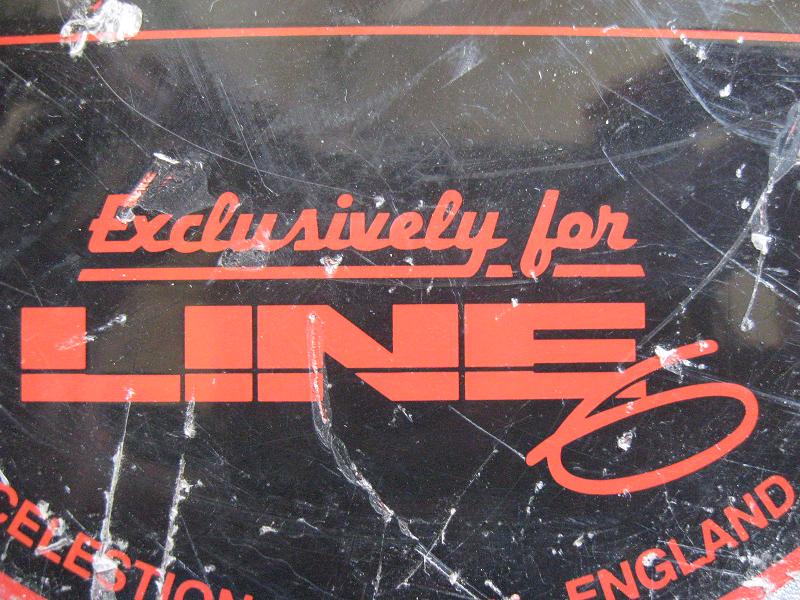 Exclusively for
LINE 6
CELESTION ENGLAND